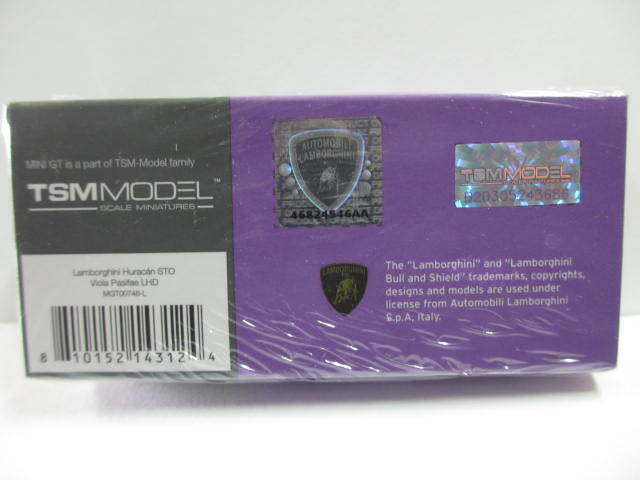 MINI GT is a part of TSM-Model family
TSMMODEL™
SCALE MINIATURES
Lamborghini Huracán STO
Viola Pasifae LHD
MGT00746-L
8 10152 14312 4
AUTOMOBILI
LAMBORGHINI
46824546AA
TSMMODEL
B20305243686
LAMBORGHINI
The "Lamborghini" and "Lamborghini
Bull and Shield" trademarks, copyrights,
designs and models are used under
license from Automobili Lamborghini
S.p.A, Italy.